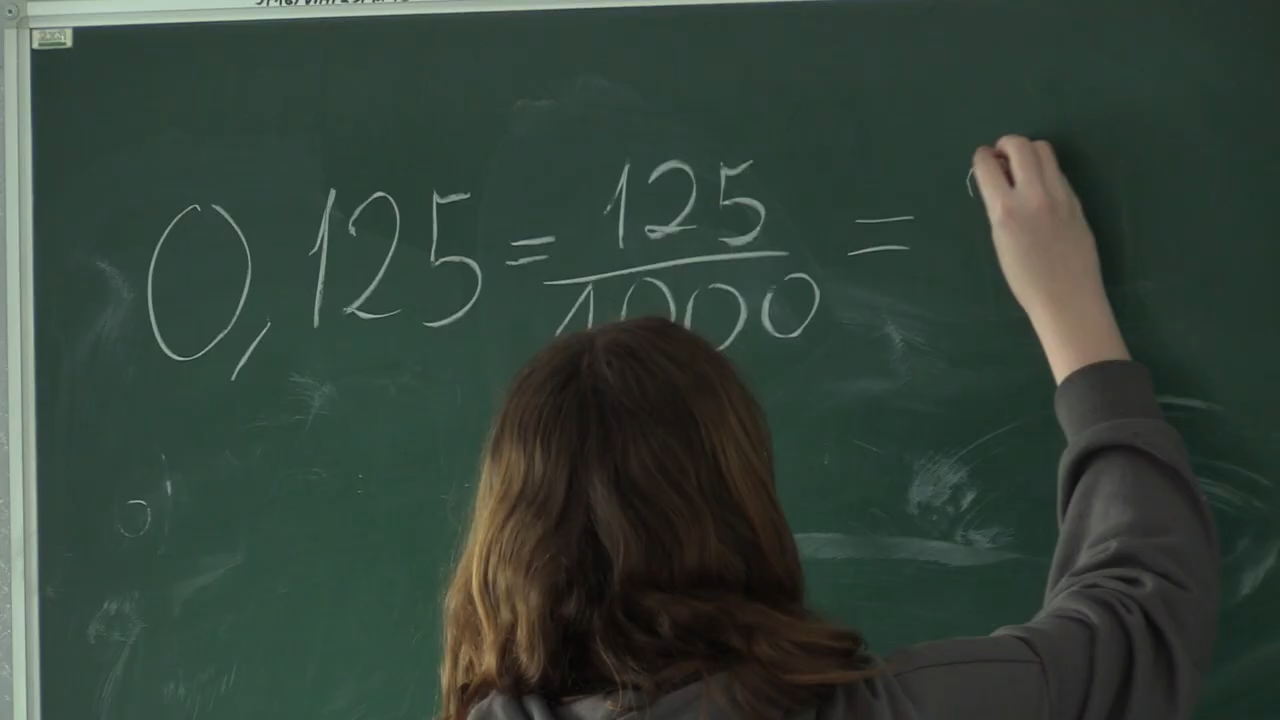 0,125 = 125/1000 =